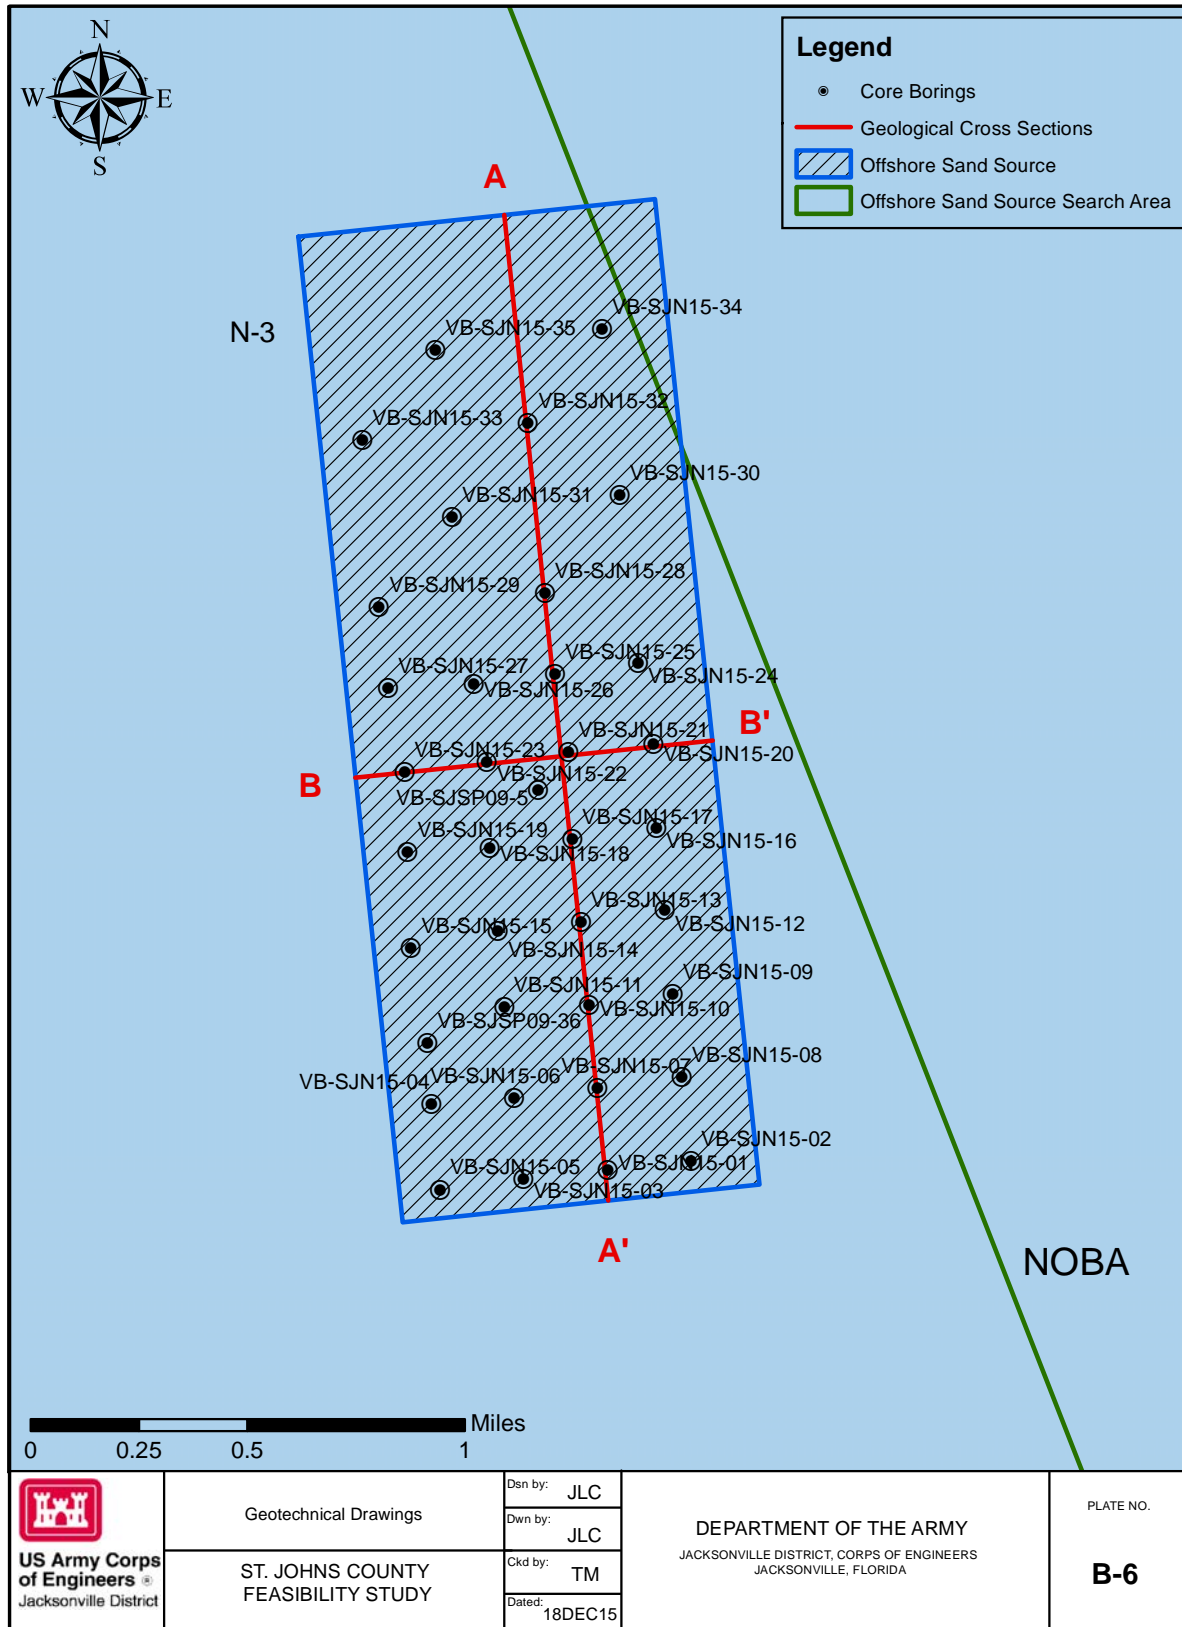 N
W
E
S
Legend
Core Borings
Geological Cross Sections
Offshore Sand Source
Offshore Sand Source Search Area
A
N-3
VB-SJN15-34
VB-SJN15-35
VB-SJN15-32
VB-SJN15-33
VB-SJN15-30
VB-SJN15-31
VB-SJN15-28
VB-SJN15-29
VB-SJN15-25
VB-SJN15-27
VB-SJN15-24
VB-SJN15-26
B'
VB-SJN15-21
VB-SJN15-23
VB-SJN15-20
VB-SJN15-22
B
VB-SJSP09-5
VB-SJN15-17
VB-SJN15-19
VB-SJN15-16
VB-SJN15-18
VB-SJN15-13
VB-SJN15-12
VB-SJN15-15
VB-SJN15-14
VB-SJN15-09
VB-SJN15-11
VB-SJN15-10
VB-SJSP09-36
VB-SJN15-08
VB-SJN15-07
VB-SJN15-04
VB-SJN15-06
VB-SJN15-02
VB-SJN15-01
VB-SJN15-05
VB-SJN15-03
A'
NOBA
Miles
0 0.25 0.5 1
US Army Corps
of Engineers ®
Jacksonville District
Geotechnical Drawings
ST. JOHNS COUNTY
FEASIBILITY STUDY
Dsn by: JLC
Dwn by: JLC
Ckd by: TM
Dated: 18DEC15
DEPARTMENT OF THE ARMY
JACKSONVILLE DISTRICT, CORPS OF ENGINEERS
JACKSONVILLE, FLORIDA
PLATE NO.
B-6